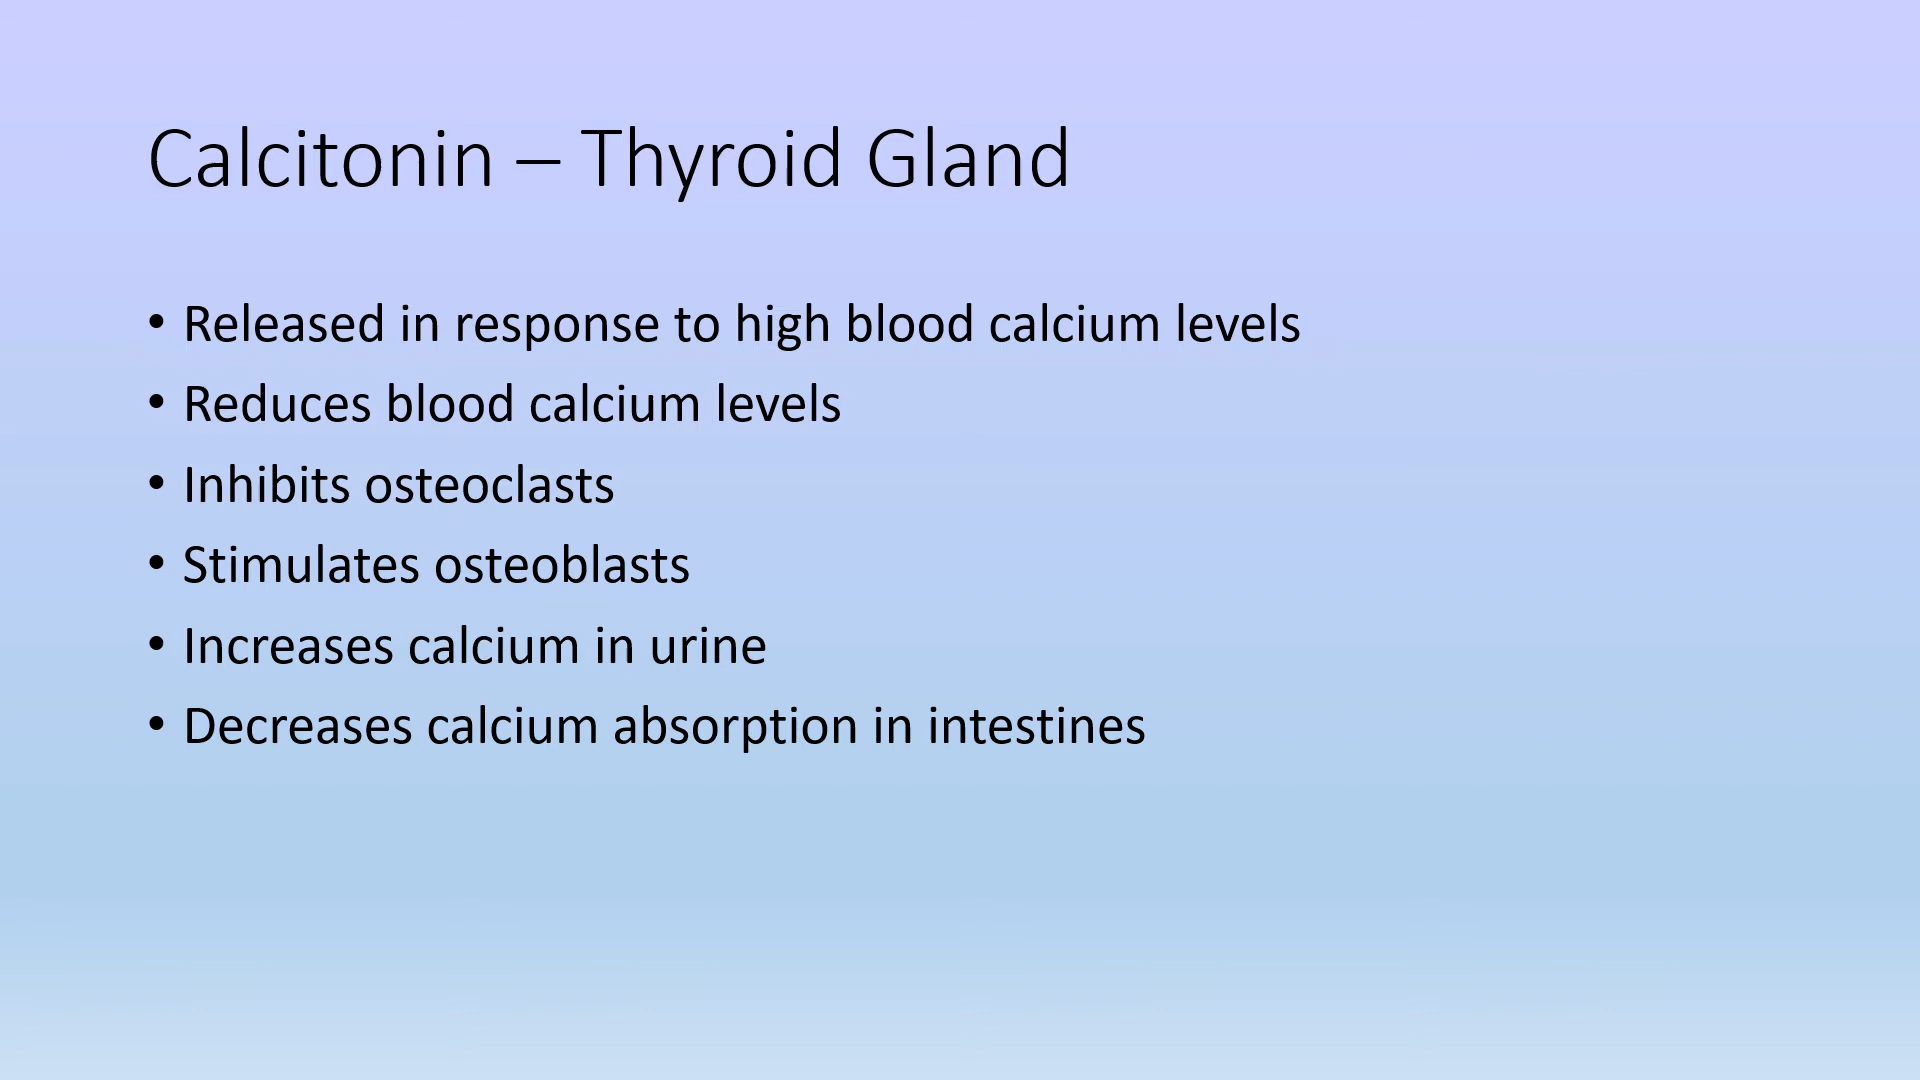 Calcitonin – Thyroid Gland
• Released in response to high blood calcium levels
• Reduces blood calcium levels
• Inhibits osteoclasts
• Stimulates osteoblasts
• Increases calcium in urine
• Decreases calcium absorption in intestines